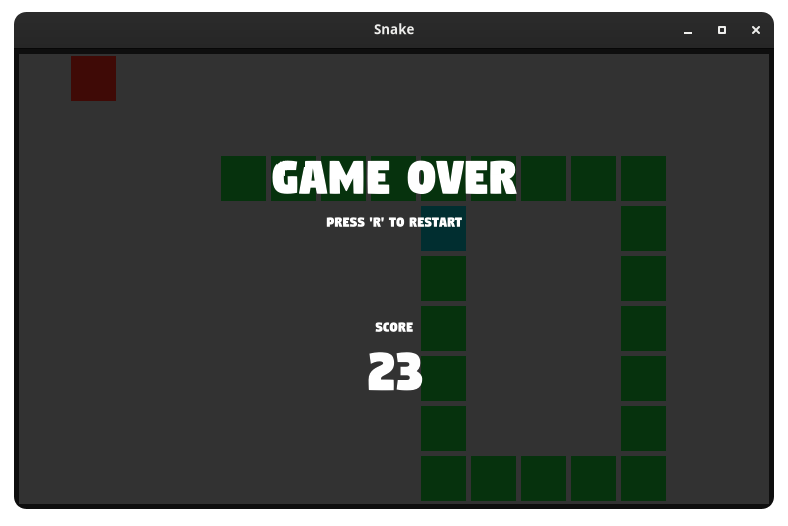 Snake
GAME OVER
PRESS 'R' TO RESTART
SCORE
23